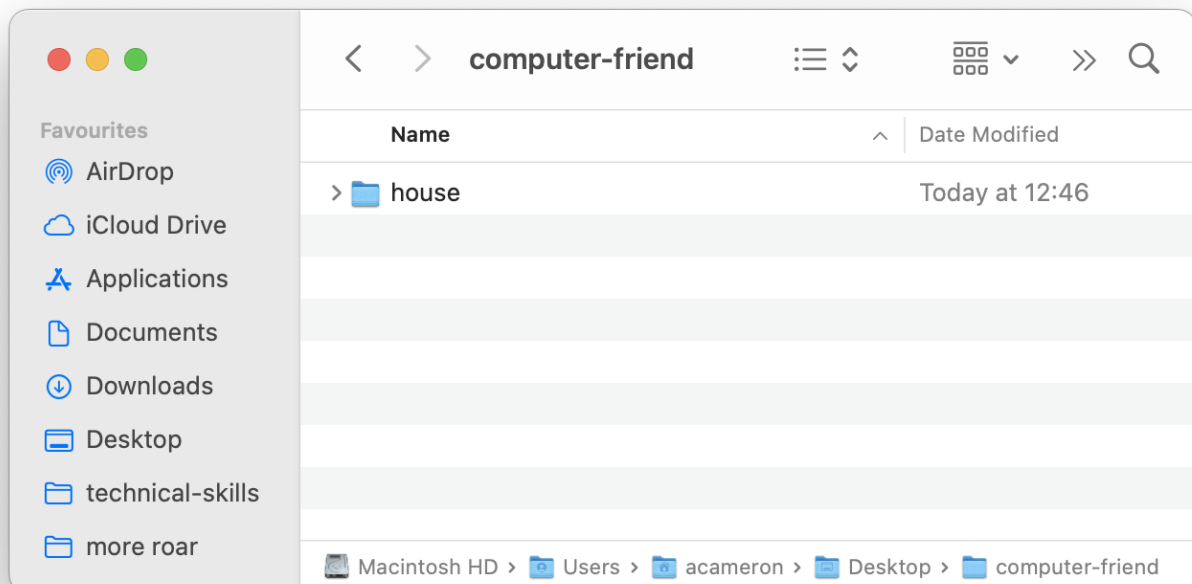 computer-friend
Favourites
AirDrop
iCloud Drive
Applications
Documents
Downloads
Desktop
technical-skills
more roar
Name Date Modified
house Today at 12:46
Macintosh HD › Users › acameron › Desktop › computer-friend